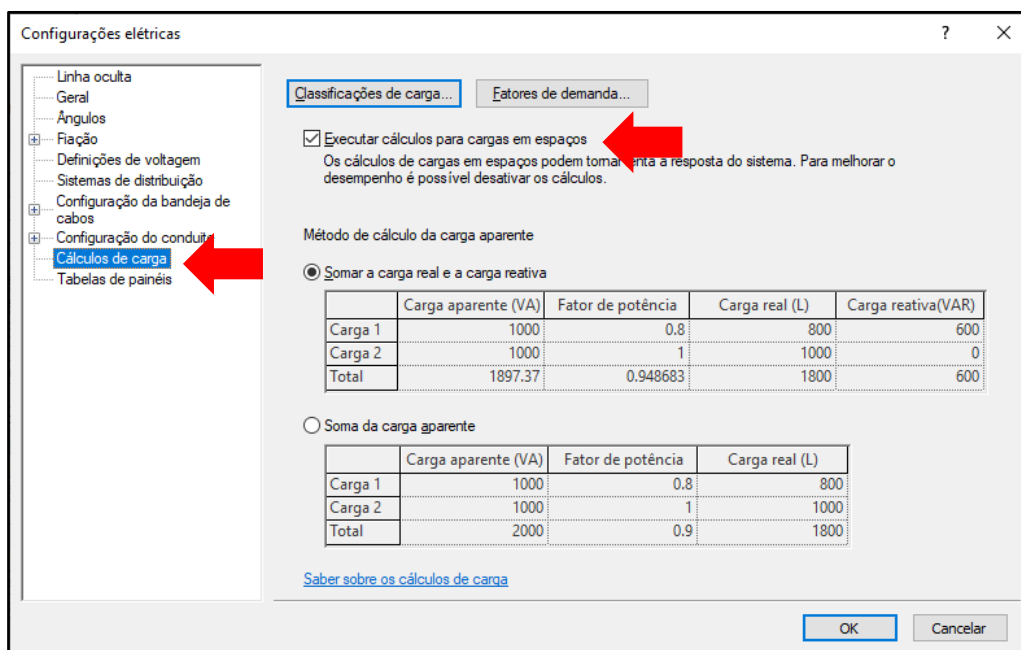 Configurações elétricas
?
Linha oculta
Geral
Ângulos
Fiação
Definições de voltagem
Sistemas de distribuição
Configuração da bandeja de
cabos
Configuração do conduite
Cálculos de carga
Tabelas de painéis
Classificações de carga... Fatores de demanda...
Executar cálculos para cargas em espaços
Os cálculos de cargas em espaços podem tornar lenta a resposta do sistema. Para melhorar o
desempenho é possível desativar os cálculos.
Método de cálculo da carga aparente
Somar a carga real e a carga reativa
Carga aparente (VA) Fator de potência Carga real (L) Carga reativa(VAR)
Carga 1 1000 0.8 800 600
Carga 2 1000 1 1000 0
Total 1897.37 0.948683 1800 600
Soma da carga aparente
Carga aparente (VA) Fator de potência Carga real (L)
Carga 1 1000 0.8 800
Carga 2 1000 1 1000
Total 2000 0.9 1800
Saber sobre os cálculos de carga
OK Cancelar